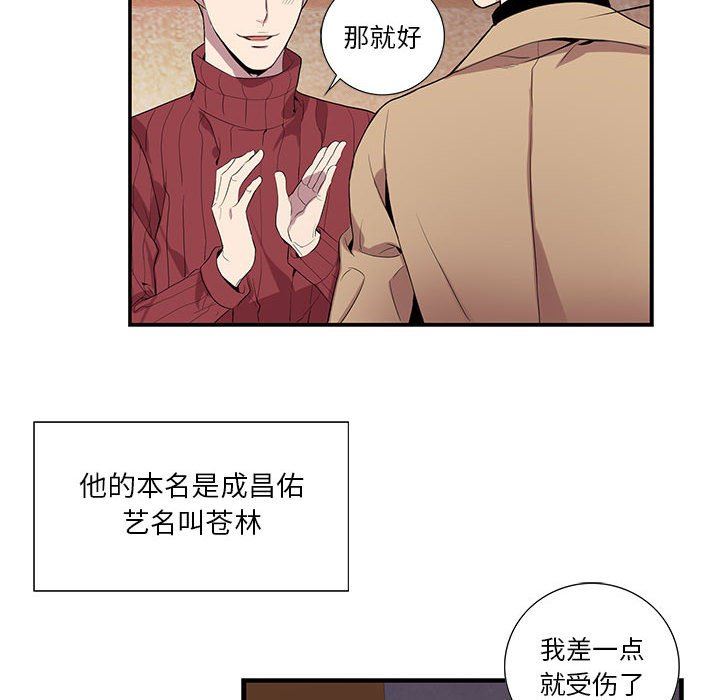 那就好
他的本名是成昌佑
艺名叫苍林
我差一点
就受伤了